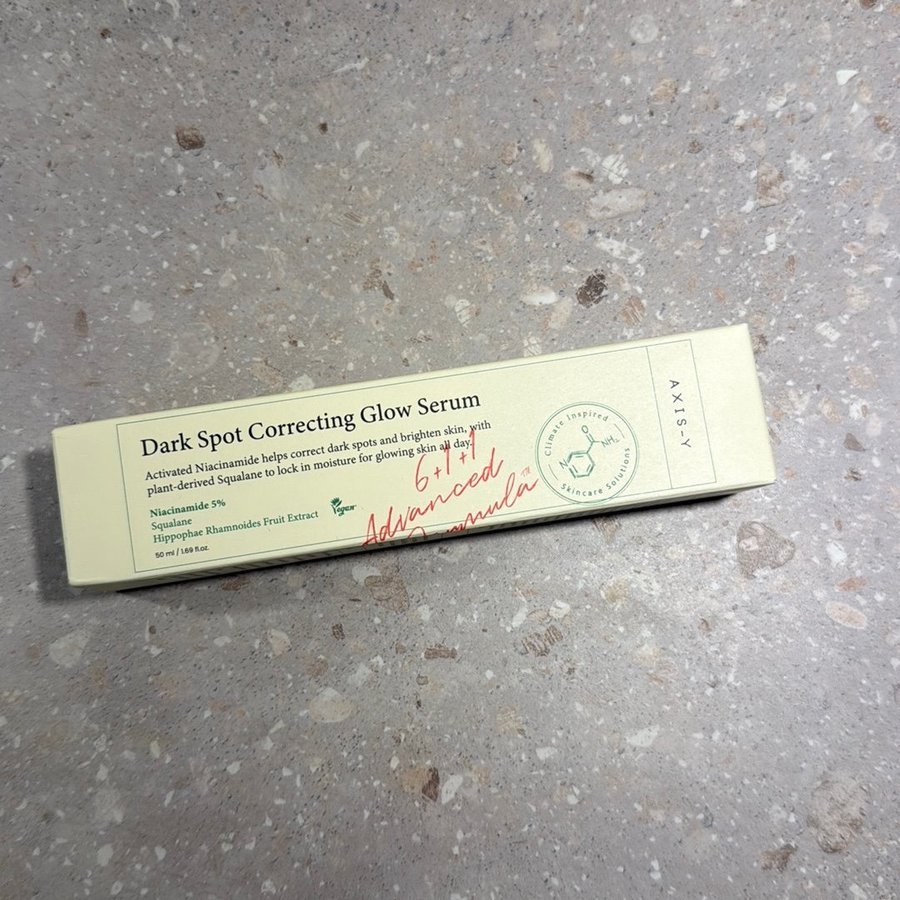 Dark Spot Correcting Glow Serum
Activated Niacinamide helps correct dark spots and brighten skin, with
plant-derived Squalane to lock in moisture for glowing skin all day.
Niacinamide 5%
Squalane
Hippophae Rhamnoides Fruit Extract
Vegan
50 ml / 1.69 fl.oz.
6+1+1
Advanced
Formula™
Climate Inspired
N
O
NH₂
Skincare Solutions
AXIS-Y